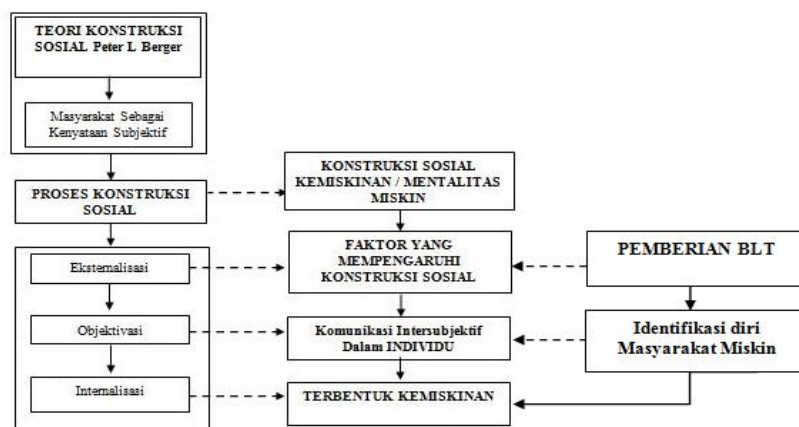 TEORI KONSTRUKSI
SOSIAL Peter L Berger
Masyarakat Sebagai
Kenyataan Subjektif
PROSES KONSTRUKSI
SOSIAL
Eksternalisasi
Objektivasi
Internalisasi
KONSTRUKSI SOSIAL
KEMISKINAN / MENTALITAS
MISKIN
FAKTOR YANG
MEMPENGARUHI
KONSTRUKSI SOSIAL
Komunikasi Intersubjektif
Dalam INDIVIDU
TERBENTUK KEMISKINAN
PEMBERIAN BLT
Identifikasi diri
Masyarakat Miskin